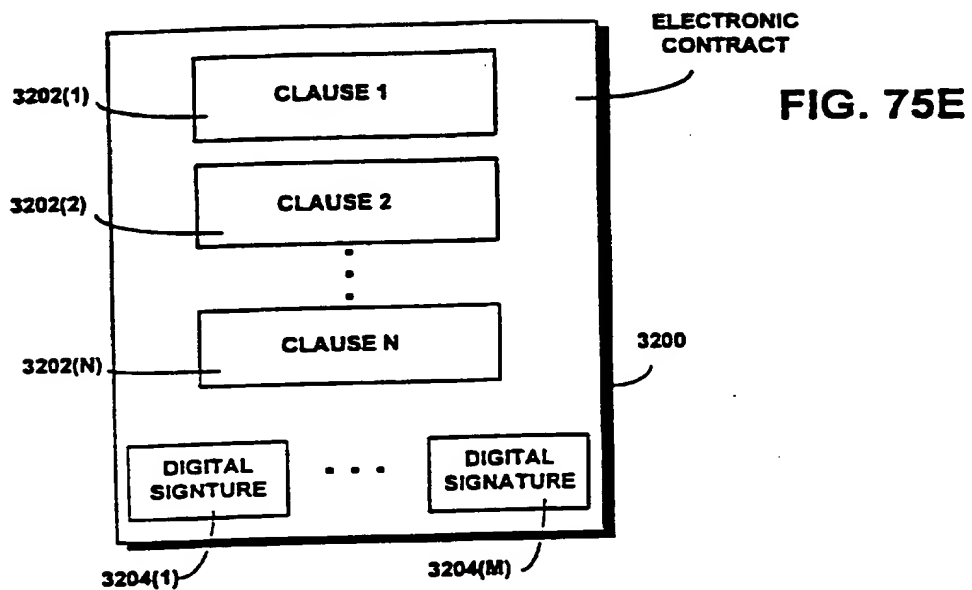 ELECTRONIC
CONTRACT
FIG. 75E
3202(1)
CLAUSE 1
3202(2)
CLAUSE 2
3202(N)
CLAUSE N
3200
DIGITAL
SIGNTURE
DIGITAL
SIGNATURE
3204(1)
3204(M)